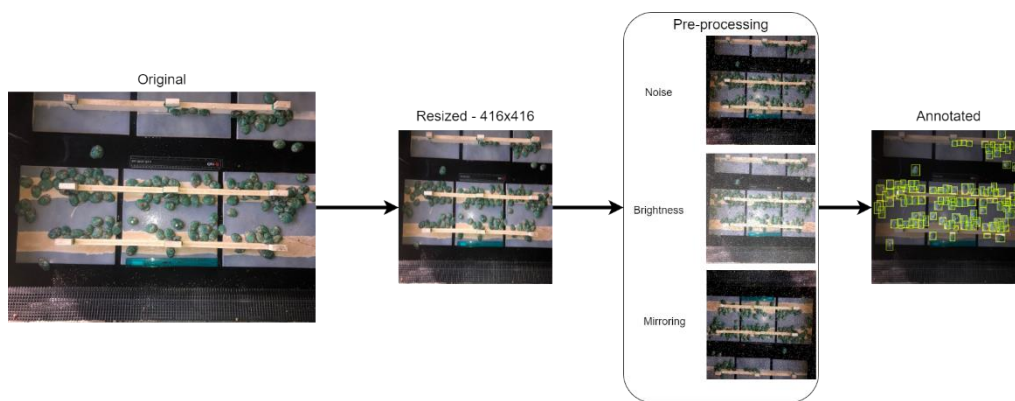 Pre-processing
Original
Resized - 416x416
Annotated
Noise
Brightness
Mirroring